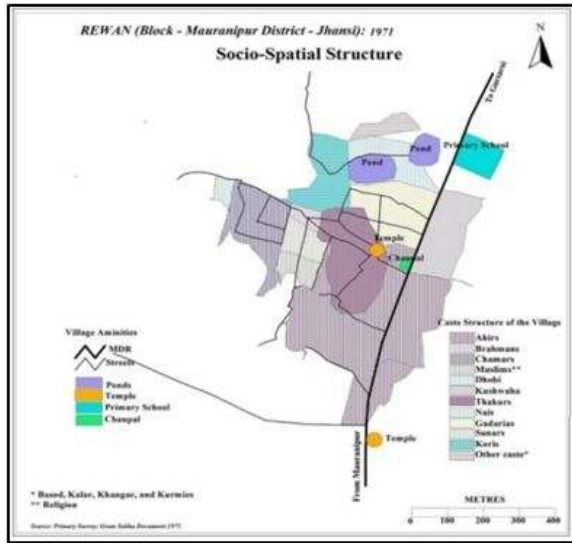 REWAN (Block - Mauranipur District - Jhansi): 1971
Socio-Spatial Structure
N
To Gursarai
Primary School
Pond
Pond
Temple
Chaupal
Village Aminities
MDR
Streets
Ponds
Temple
Primary School
Chaupal
Caste Structure of the Village
Ahirs
Brahmans
Chamars
Muslims**
Dhobi
Kushwaha
Thakurs
Nais
Gadarias
Sunars
Koris
Other caste*
Temple
From Mauranipur
* Based, Kalar, Khangar, and Kurmies
** Religion
METRES
0 100 200 300 400
Source: Primary Survey; Gram Sabha Document:1971